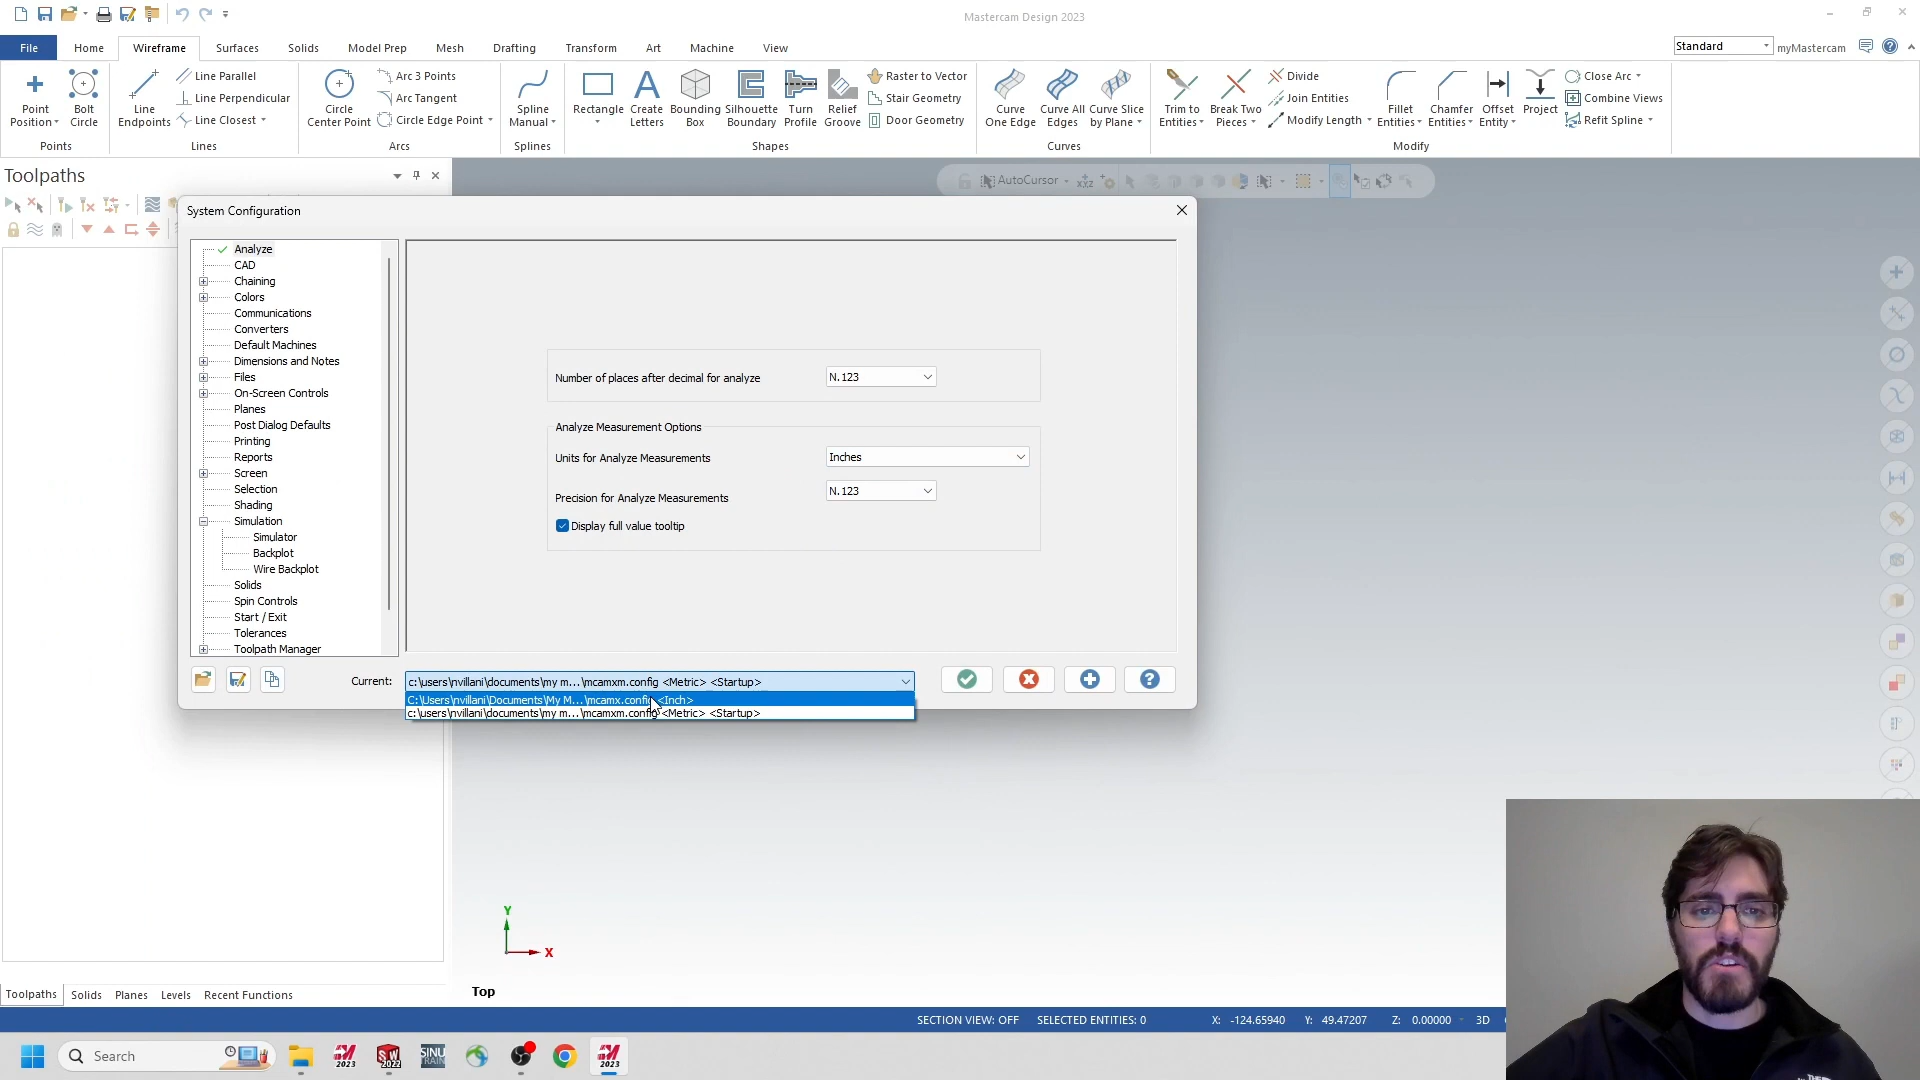 Mastercam Design 2023
File Home Wireframe Surfaces Solids Model Prep Mesh Drafting Transform Art Machine View
Standard myMastercam
Point Position
Bolt Circle
Points
Line Endpoints
Line Parallel
Line Perpendicular
Line Closest
Lines
Circle Center Point
Arc 3 Points
Arc Tangent
Circle Edge Point
Arcs
Spline Manual
Splines
Rectangle
Create Letters
Bounding Box
Silhouette Boundary
Turn Profile
Relief Groove
Raster to Vector
Stair Geometry
Door Geometry
Shapes
Curve One Edge
Curve All Edges
Curve Slice by Plane
Curves
Trim to Entities
Break Two Pieces
Divide
Join Entities
Modify Length
Fillet Entities
Chamfer Entities
Offset Entity
Project
Close Arc
Combine Views
Refit Spline
Modify
Toolpaths
AutoCursor
System Configuration
Analyze
CAD
Chaining
Colors
Communications
Converters
Default Machines
Dimensions and Notes
Files
On-Screen Controls
Planes
Post Dialog Defaults
Printing
Reports
Screen
Selection
Shading
Simulation
Simulator
Backplot
Wire Backplot
Solids
Spin Controls
Start / Exit
Tolerances
Toolpath Manager
Number of places after decimal for analyze N.123
Analyze Measurement Options
Units for Analyze Measurements Inches
Precision for Analyze Measurements N.123
Display full value tooltip
Current: c:\users\nvillani\documents\my m...\mcamxm.config <Metric> <Startup>
C:\Users\nvillani\Documents\My M...\mcamx.config <Inch>
c:\users\nvillani\documents\my m...\mcamxm.config <Metric> <Startup>
Y
X
Top
Toolpaths Solids Planes Levels Recent Functions
SECTION VIEW: OFF SELECTED ENTITIES: 0 X: -124.65940 Y: 49.47207 Z: 0.00000 3D
Search
2023
SW
2022
SINU
TRAIN
2023